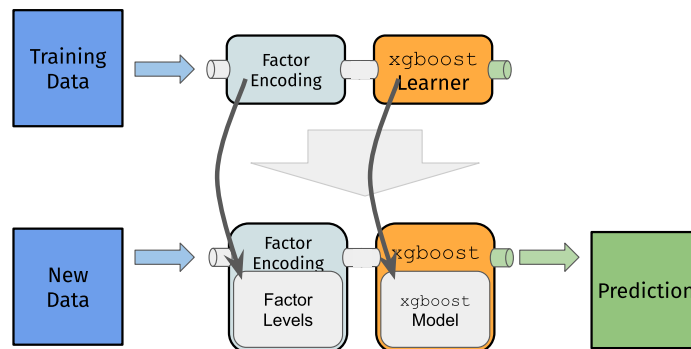 Training
Data
Factor
Encoding
xgboost
Learner
New
Data
Factor
Encoding
Factor
Levels
xgboost
xgboost
Model
Prediction